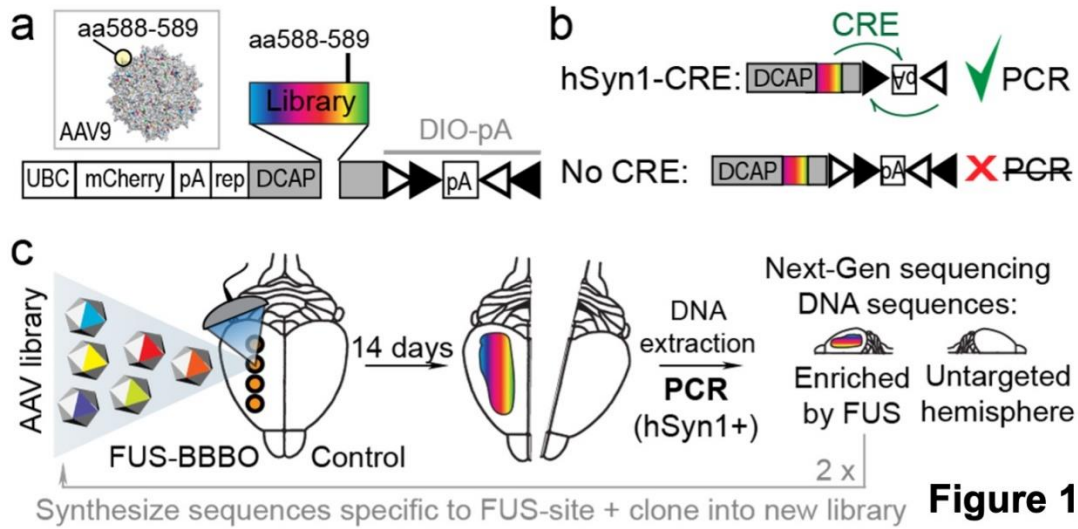 a
aa588-589
AAV9
aa588-589
Library
DIO-pA
UBC mCherry pA rep DCAP pA
b
CRE
hSyn1-CRE: DCAP pA PCR
No CRE: DCAP pA X PCR
c
AAV library
FUS-BBBO Control
14 days
DNA
extraction
PCR
(hSyn1+)
Next-Gen sequencing
DNA sequences:
Enriched
by FUS
Untargeted
hemisphere
2 x
Synthesize sequences specific to FUS-site + clone into new library
Figure 1